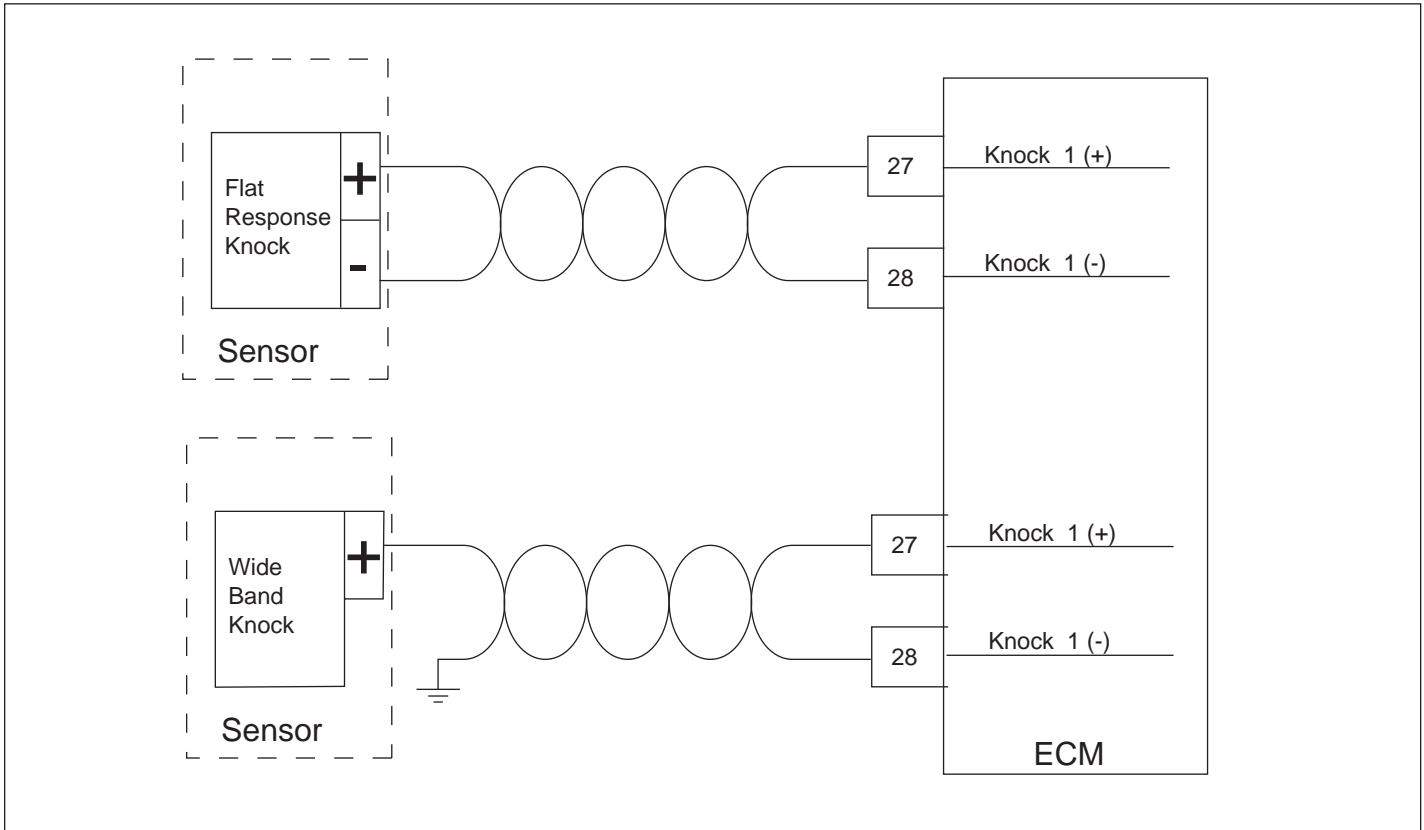 Flat
Response
Knock
+
-
Sensor
27
Knock 1 (+)
28
Knock 1 (-)
Wide
Band
Knock
+
Sensor
27
Knock 1 (+)
28
Knock 1 (-)
ECM